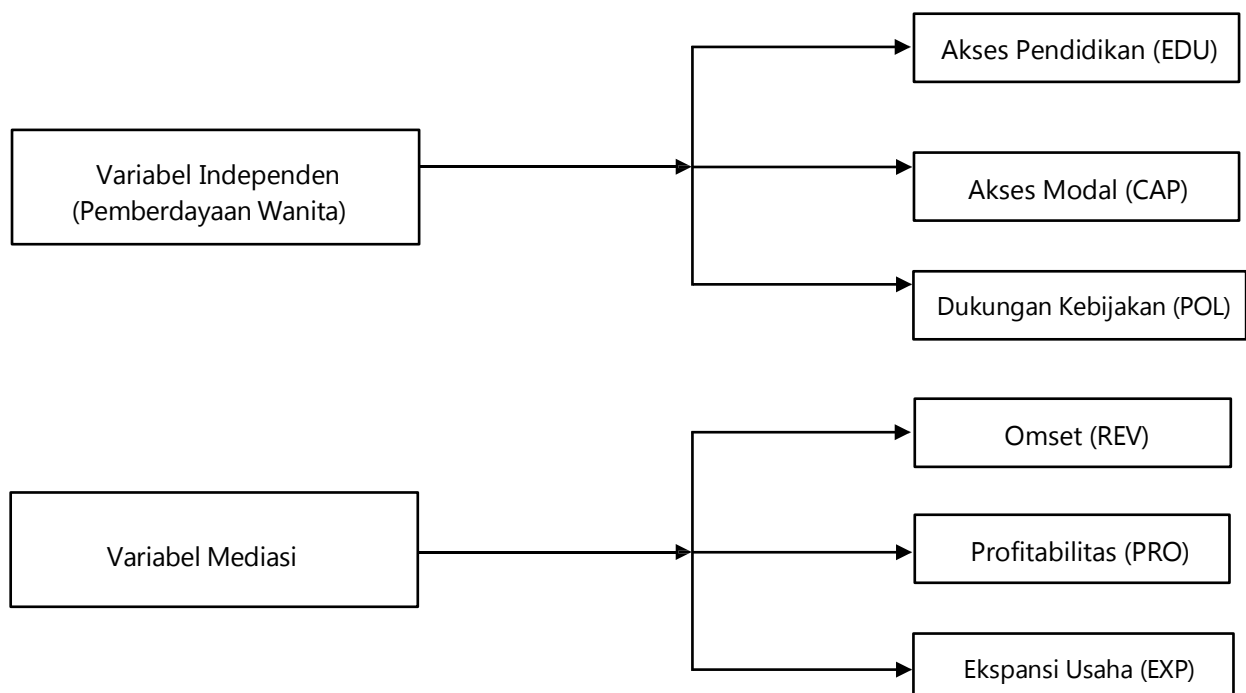 Akses Pendidikan (EDU)
Variabel Independen
(Pemberdayaan Wanita)
Akses Modal (CAP)
Dukungan Kebijakan (POL)
Omset (REV)
Variabel Mediasi
Profitabilitas (PRO)
Ekspansi Usaha (EXP)